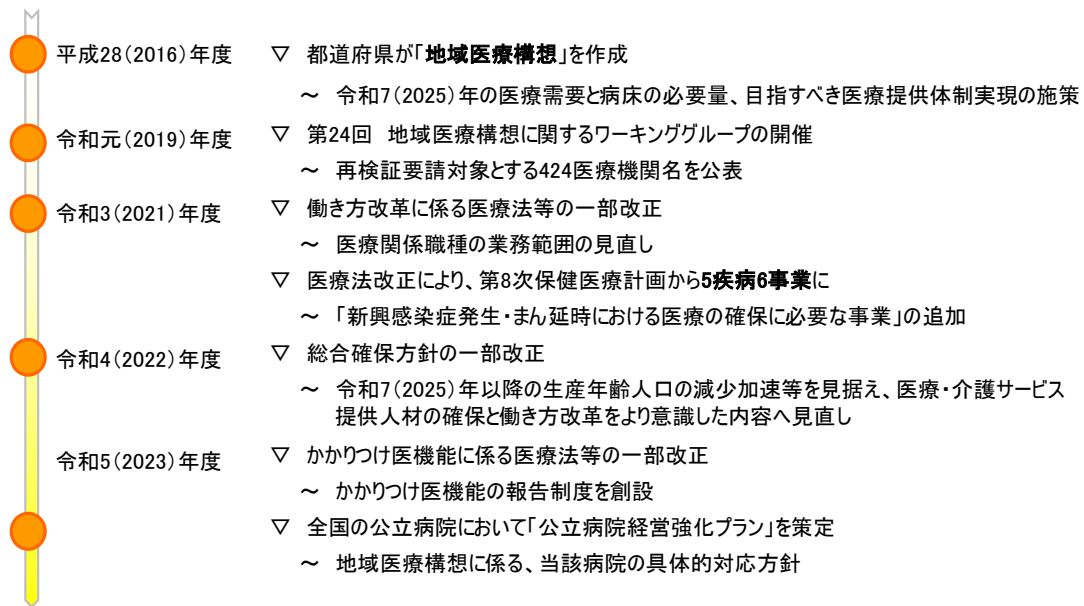 平成28(2016)年度 ▽ 都道府県が「地域医療構想」を作成
～ 令和7(2025)年の医療需要と病床の必要量、目指すべき医療提供体制実現の施策
令和元(2019)年度 ▽ 第24回 地域医療構想に関するワーキンググループの開催
～ 再検証要請対象とする424医療機関名を公表
令和3(2021)年度 ▽ 働き方改革に係る医療法等の一部改正
～ 医療関係職種の業務範囲の見直し
▽ 医療法改正により、第8次保健医療計画から5疾病6事業に
～ 「新興感染症発生・まん延時における医療の確保に必要な事業」の追加
令和4(2022)年度 ▽ 総合確保方針の一部改正
～ 令和7(2025)年以降の生産年齢人口の減少加速等を見据え、医療・介護サービス
提供人材の確保と働き方改革をより意識した内容へ見直し
令和5(2023)年度 ▽ かかりつけ医機能に係る医療法等の一部改正
～ かかりつけ医機能の報告制度を創設
▽ 全国の公立病院において「公立病院経営強化プラン」を策定
～ 地域医療構想に係る、当該病院の具体的対応方針